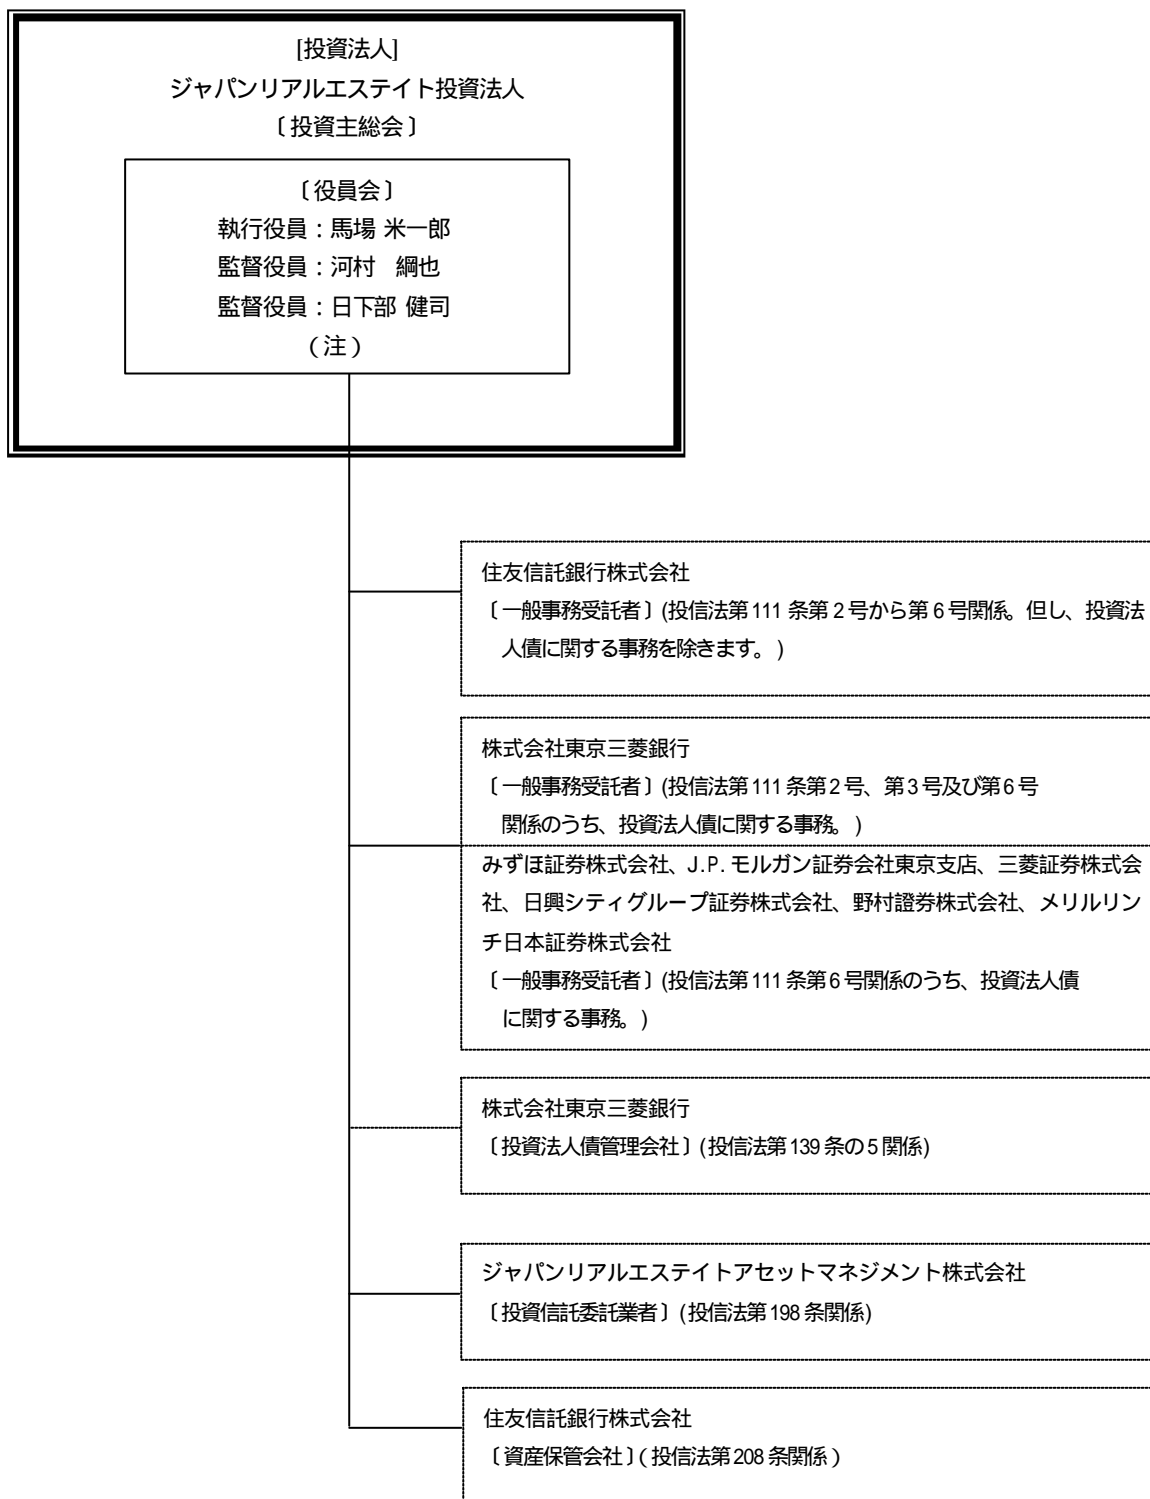 [投資法人]
ジャパンリアルエステイト投資法人
〔投資主総会〕
〔役員会〕
執行役員：馬場 米一郎
監督役員：河村　綱也
監督役員：日下部 健司
（注）
住友信託銀行株式会社
〔一般事務受託者〕(投信法第111条第2号から第6号関係。但し、投資法
人債に関する事務を除きます。)
株式会社東京三菱銀行
〔一般事務受託者〕(投信法第111条第2号、第3号及び第6号
関係のうち、投資法人債に関する事務。)
みずほ証券株式会社、J.P.モルガン証券会社東京支店、三菱証券株式会
社、日興シティグループ証券株式会社、野村證券株式会社、メリルリン
チ日本証券株式会社
〔一般事務受託者〕(投信法第111条第6号関係のうち、投資法人債
に関する事務。)
株式会社東京三菱銀行
〔投資法人債管理会社〕(投信法第139条の5関係)
ジャパンリアルエステイトアセットマネジメント株式会社
〔投資信託委託業者〕(投信法第198条関係)
住友信託銀行株式会社
〔資産保管会社〕（投信法第208条関係）